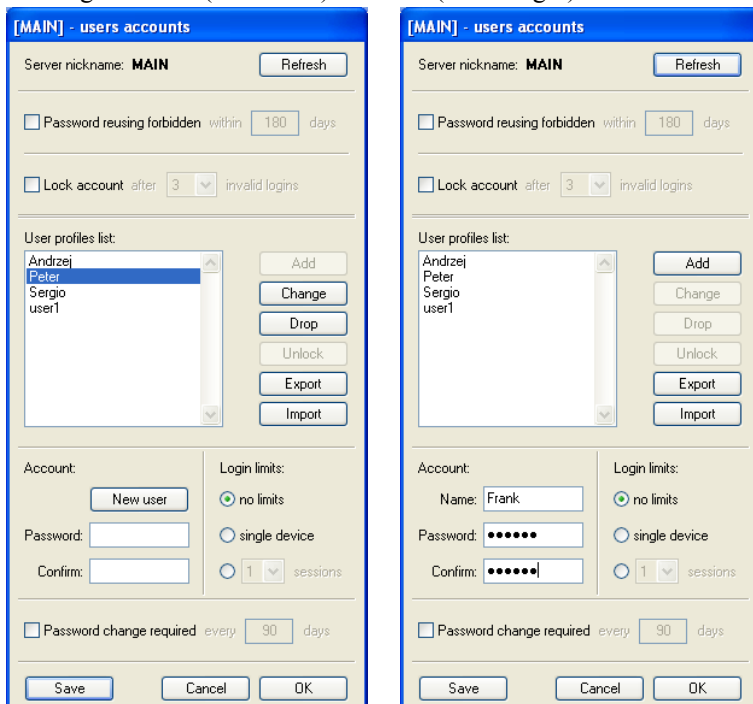 [MAIN] - users accounts
Server nickname: MAIN Refresh
Password reusing forbidden within 180 days
Lock account after 3 invalid logins
User profiles list:
Andrzej
Peter
Sergio
user1
Add
Change
Drop
Unlock
Export
Import
Account:
New user
Password:
Confirm:
Login limits:
no limits
single device
1 sessions
Password change required every 90 days
Save Cancel OK
[MAIN] - users accounts
Server nickname: MAIN Refresh
Password reusing forbidden within 180 days
Lock account after 3 invalid logins
User profiles list:
Andrzej
Peter
Sergio
user1
Add
Change
Drop
Unlock
Export
Import
Account:
Name: Frank
Password: ●●●●●●
Confirm: ●●●●●●
Login limits:
no limits
single device
1 sessions
Password change required every 90 days
Save Cancel OK